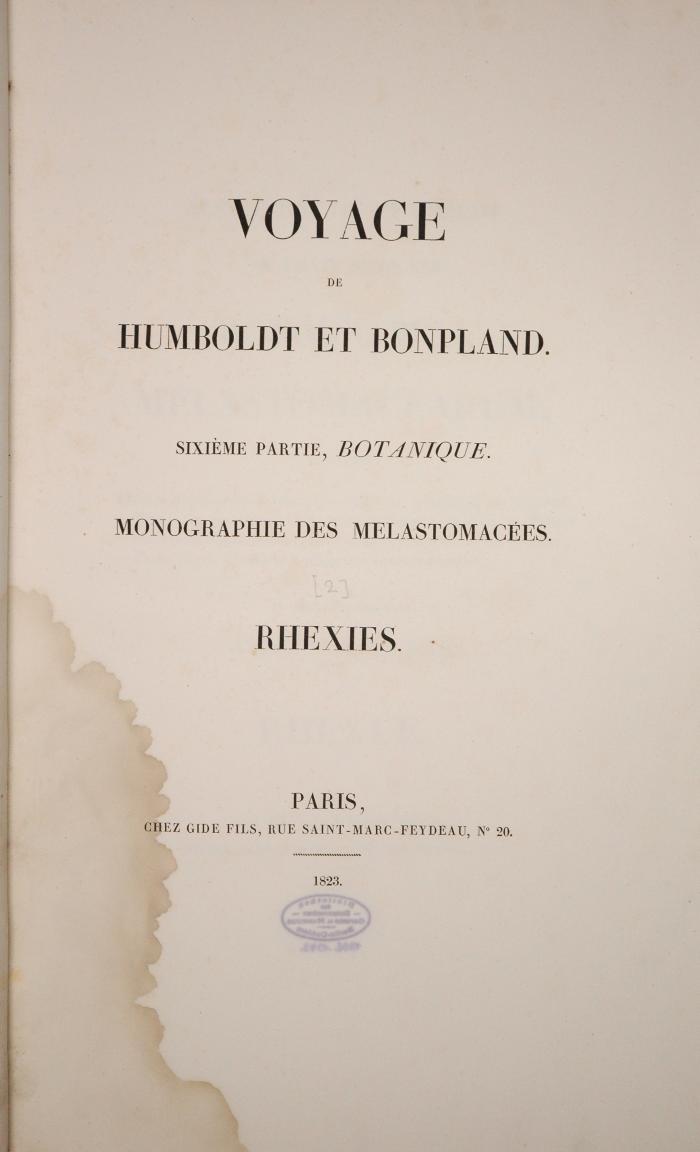 VOYAGE
DE
HUMBOLDT ET BONPLAND.
SIXIÈME PARTIE, BOTANIQUE.
MONOGRAPHIE DES MELASTOMACÉES.
[2]
RHEXIES.
PARIS,
CHEZ GIDE FILS, RUE SAINT-MARC-FEYDEAU, Nº 20.
1823.